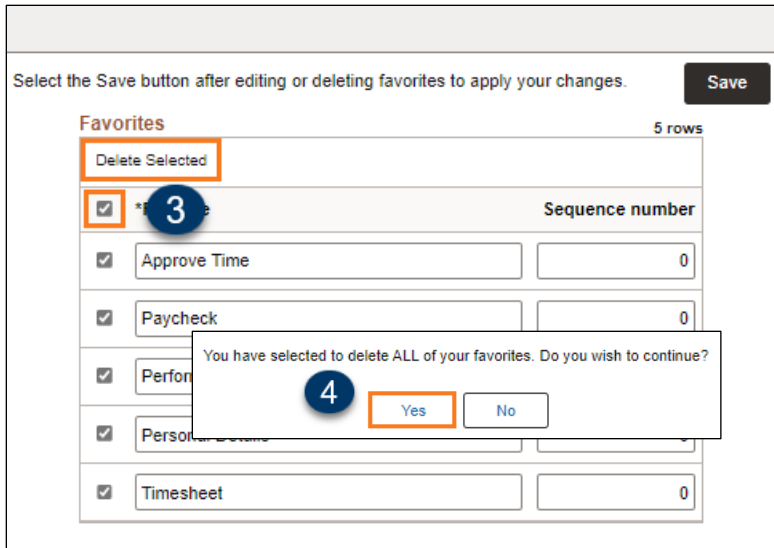 Select the Save button after editing or deleting favorites to apply your changes.
Save
Favorites
5 rows
Delete Selected
3
Sequence number
Approve Time
0
Paycheck
0
You have selected to delete ALL of your favorites. Do you wish to continue?
4
Yes
No
Timesheet
0